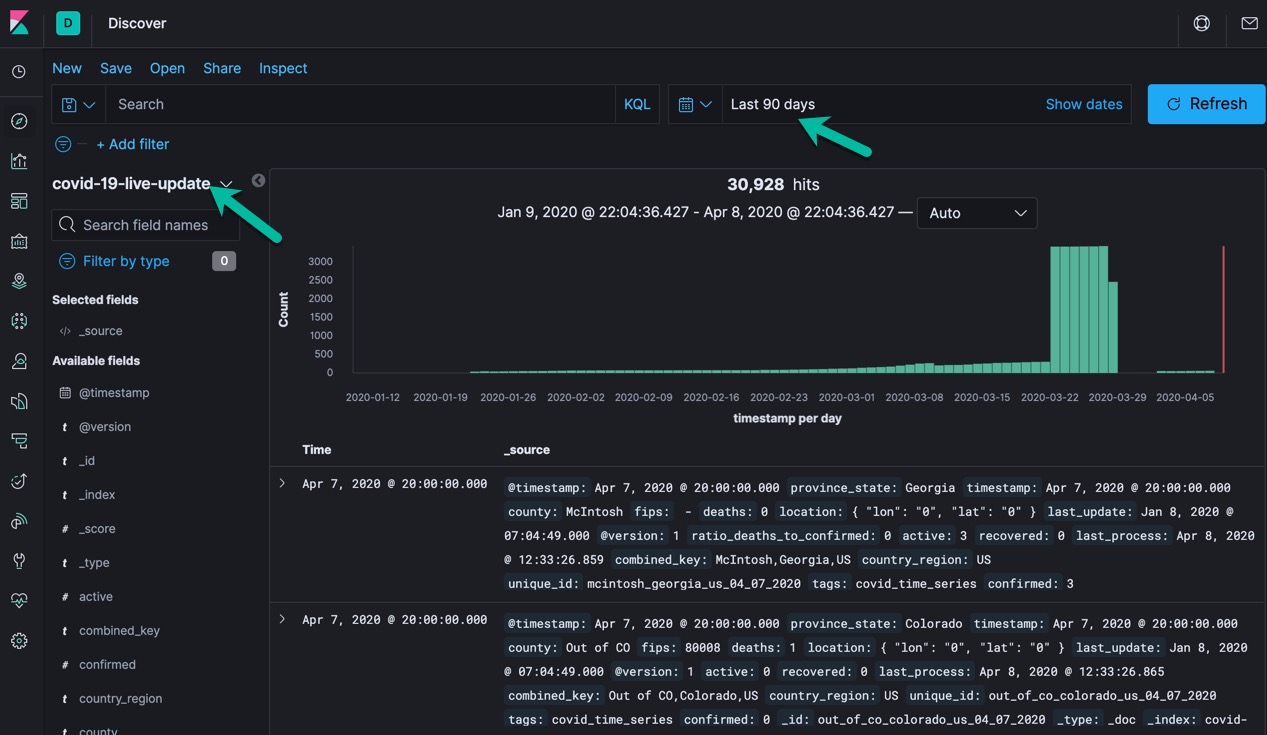 D Discover
New Save Open Share Inspect
Search KQL Last 90 days Show dates Refresh
+ Add filter
covid-19-live-update
Search field names
Filter by type 0
Selected fields
</> _source
Available fields
@timestamp
t @version
t _id
t _index
# _score
t _type
# active
t combined_key
# confirmed
t country_region
t county
30,928 hits
Jan 9, 2020 @ 22:04:36.427 - Apr 8, 2020 @ 22:04:36.427 — Auto
Count
3000
2500
2000
1500
1000
500
0
2020-01-12 2020-01-19 2020-01-26 2020-02-02 2020-02-09 2020-02-16 2020-02-23 2020-03-01 2020-03-08 2020-03-15 2020-03-22 2020-03-29 2020-04-05
timestamp per day
Time _source
Apr 7, 2020 @ 20:00:00.000 @timestamp: Apr 7, 2020 @ 20:00:00.000 province_state: Georgia timestamp: Apr 7, 2020 @ 20:00:00.000
county: McIntosh fips: - deaths: 0 location: { "lon": "0", "lat": "0" } last_update: Jan 8, 2020 @
07:04:49.000 @version: 1 ratio_deaths_to_confirmed: 0 active: 3 recovered: 0 last_process: Apr 8, 2020
@ 12:33:26.859 combined_key: McIntosh,Georgia,US country_region: US
unique_id: mcintosh_georgia_us_04_07_2020 tags: covid_time_series confirmed: 3
Apr 7, 2020 @ 20:00:00.000 @timestamp: Apr 7, 2020 @ 20:00:00.000 province_state: Colorado timestamp: Apr 7, 2020 @ 20:00:00.000
county: Out of CO fips: 80008 deaths: 1 location: { "lon": "0", "lat": "0" } last_update: Jan 8, 2020
@ 07:04:49.000 @version: 1 active: 0 recovered: 0 last_process: Apr 8, 2020 @ 12:33:26.865
combined_key: Out of CO,Colorado,US country_region: US unique_id: out_of_co_colorado_us_04_07_2020
tags: covid_time_series confirmed: 0 _id: out_of_co_colorado_us_04_07_2020 _type: _doc _index: covid-